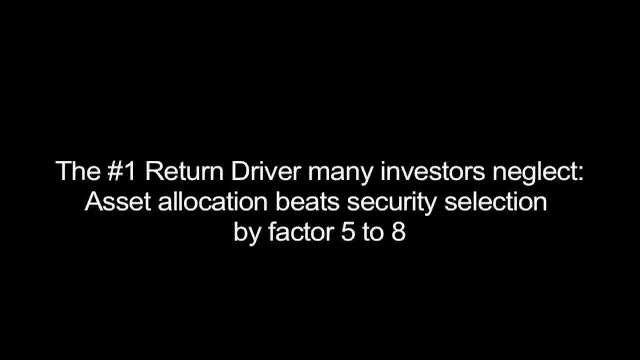 The #1 Return Driver many investors neglect:
Asset allocation beats security selection
by factor 5 to 8